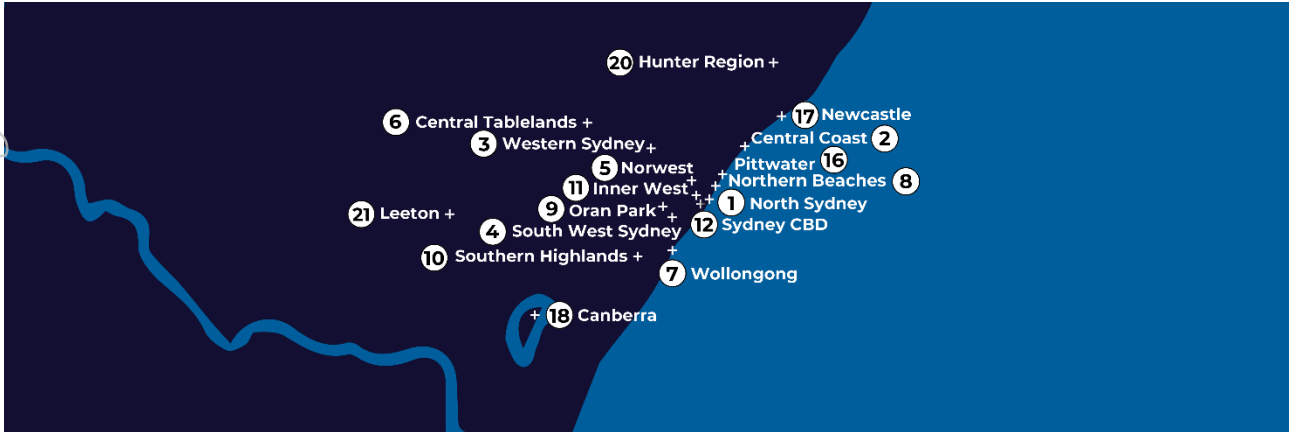 20 Hunter Region
17 Newcastle
6 Central Tablelands
Central Coast 2
3 Western Sydney
Pittwater 16
5 Norwest
Northern Beaches 8
11 Inner West
1 North Sydney
9 Oran Park
21 Leeton
12 Sydney CBD
4 South West Sydney
10 Southern Highlands
7 Wollongong
18 Canberra